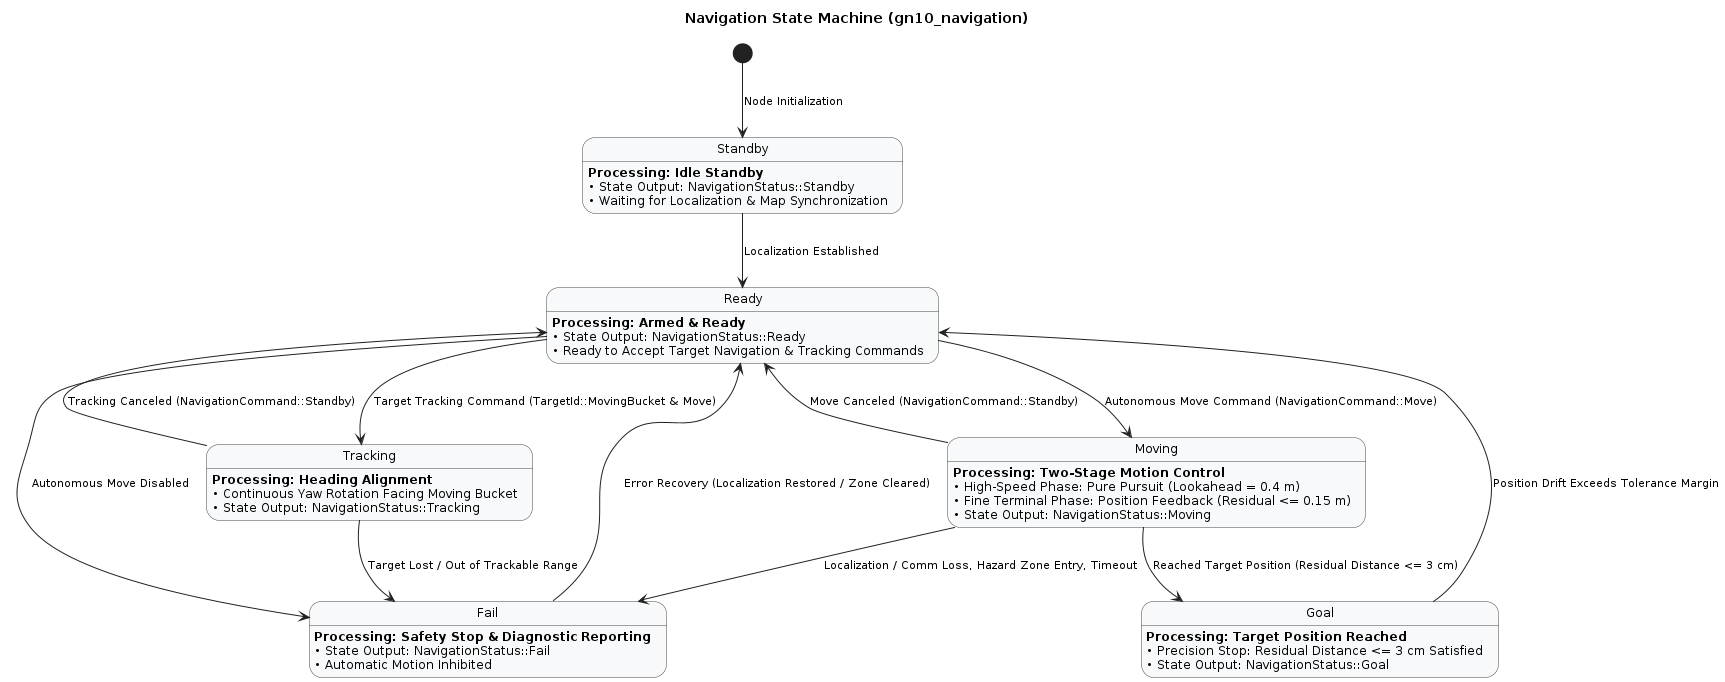 Navigation State Machine (gn10_navigation)
Node Initialization
Standby
Processing: Idle Standby
• State Output: NavigationStatus::Standby
• Waiting for Localization & Map Synchronization
Localization Established
Ready
Processing: Armed & Ready
• State Output: NavigationStatus::Ready
• Ready to Accept Target Navigation & Tracking Commands
Tracking Canceled (NavigationCommand::Standby)
Target Tracking Command (TargetId::MovingBucket & Move)
Move Canceled (NavigationCommand::Standby)
Autonomous Move Command (NavigationCommand::Move)
Tracking
Processing: Heading Alignment
• Continuous Yaw Rotation Facing Moving Bucket
• State Output: NavigationStatus::Tracking
Moving
Processing: Two-Stage Motion Control
• High-Speed Phase: Pure Pursuit (Lookahead = 0.4 m)
• Fine Terminal Phase: Position Feedback (Residual <= 0.15 m)
• State Output: NavigationStatus::Moving
Autonomous Move Disabled
Error Recovery (Localization Restored / Zone Cleared)
Position Drift Exceeds Tolerance Margin
Target Lost / Out of Trackable Range
Localization / Comm Loss, Hazard Zone Entry, Timeout
Reached Target Position (Residual Distance <= 3 cm)
Fail
Processing: Safety Stop & Diagnostic Reporting
• State Output: NavigationStatus::Fail
• Automatic Motion Inhibited
Goal
Processing: Target Position Reached
• Precision Stop: Residual Distance <= 3 cm Satisfied
• State Output: NavigationStatus::Goal